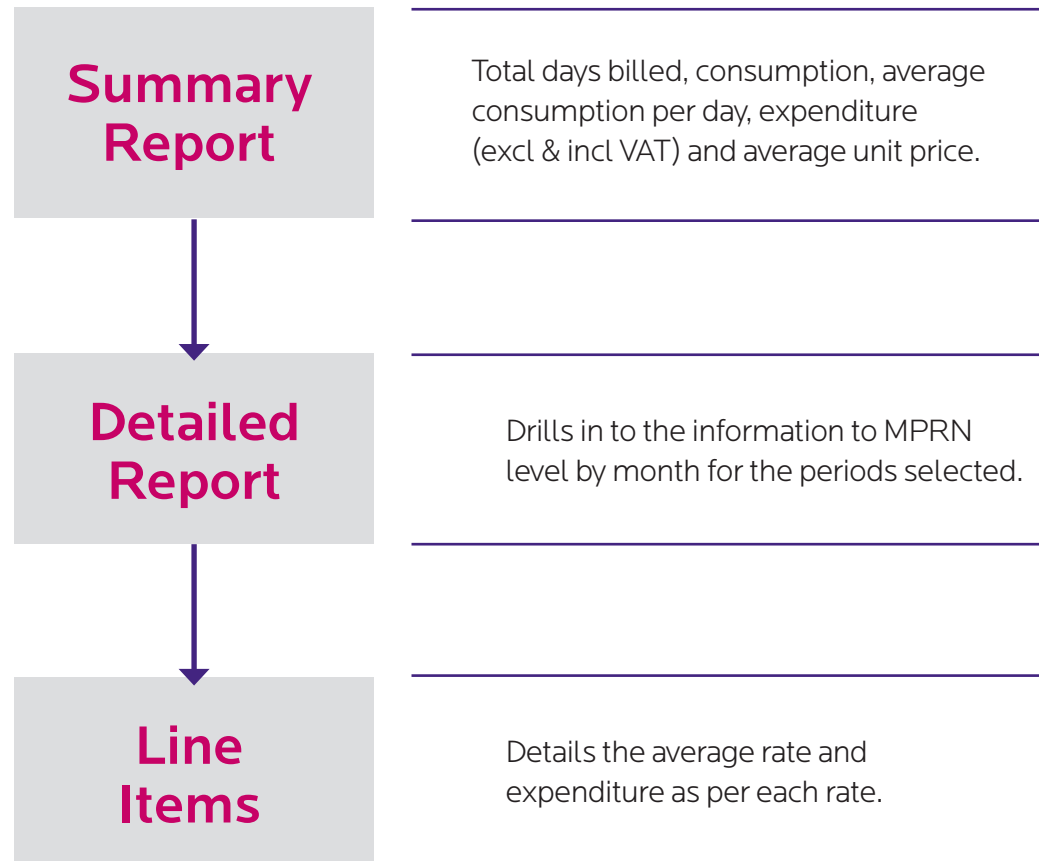 Summary
Report
Total days billed, consumption, average
consumption per day, expenditure
(excl & incl VAT) and average unit price.
Detailed
Report
Drills in to the information to MPRN
level by month for the periods selected.
Line
Items
Details the average rate and
expenditure as per each rate.